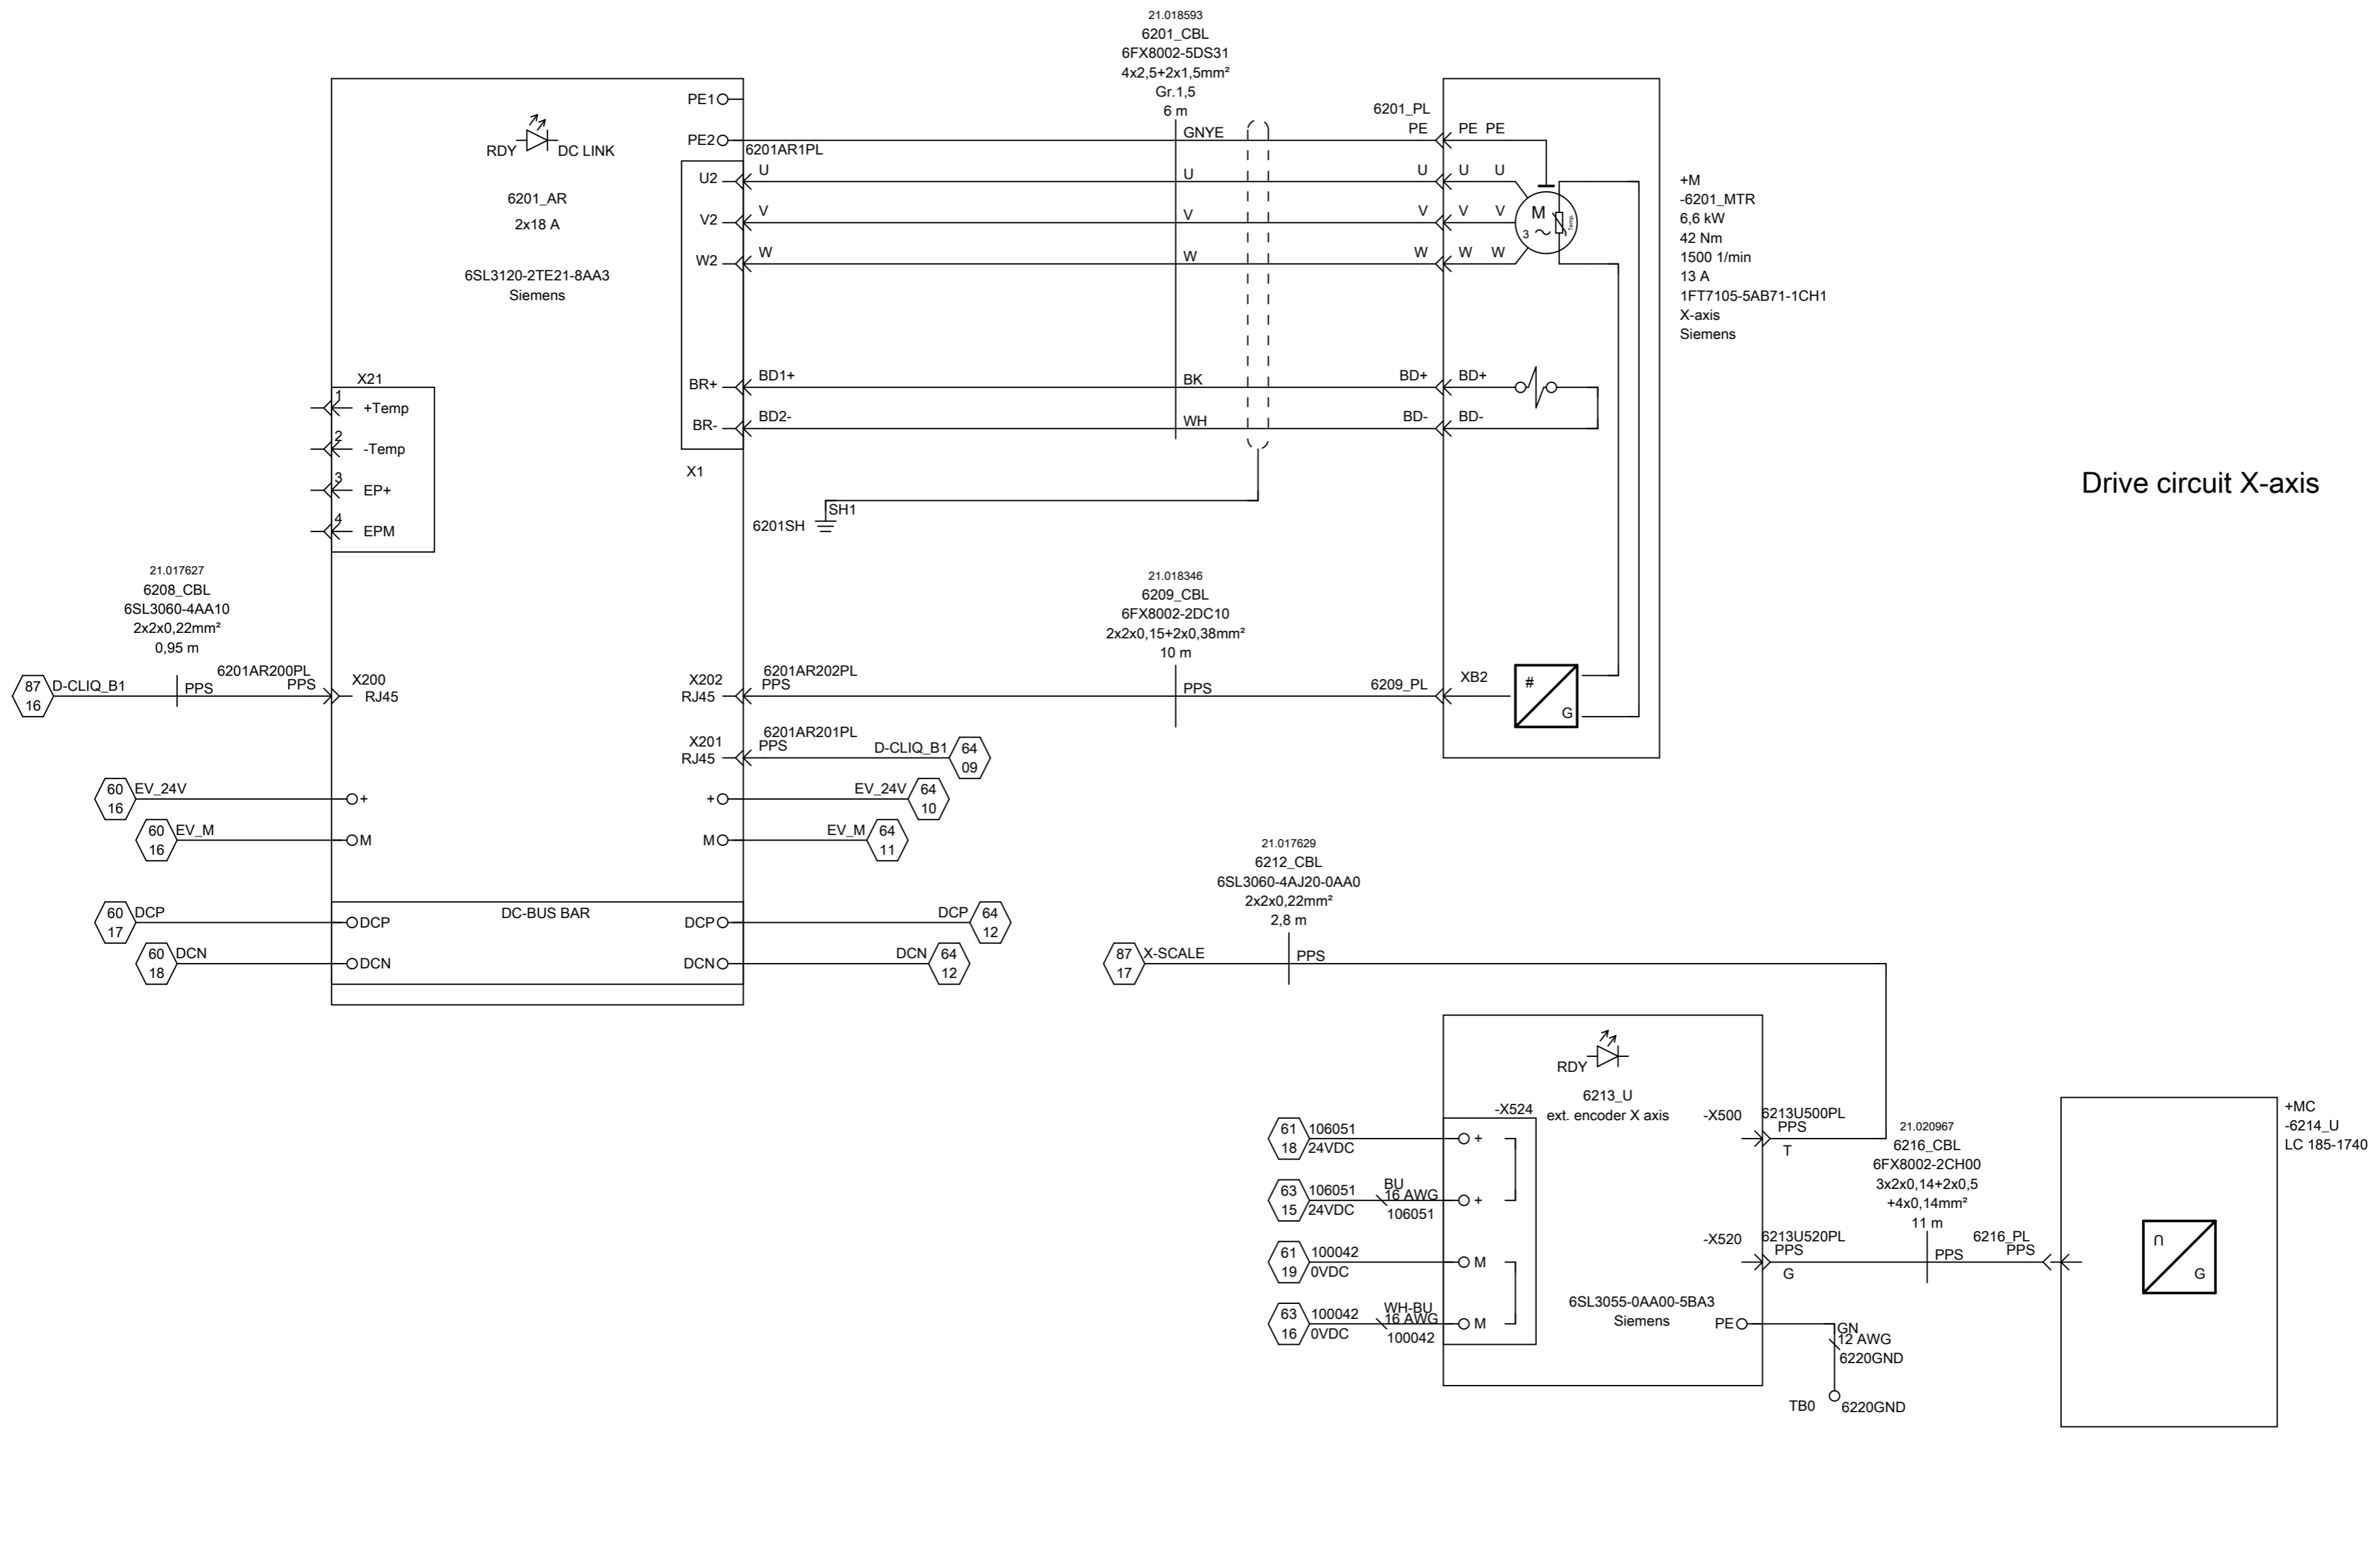 21.018593
6201_CBL
6FX8002-5DS31
4x2,5+2x1,5mm²
Gr.1,5
6 m
PE1
PE2
6201AR1PL
GNYE
6201_PL
PE
PE PE
RDY
DC LINK
6201_AR
2x18 A
6SL3120-2TE21-8AA3
Siemens
U2
U
U
U
U
U
V2
V
V
V
V
V
W2
W
W
W
W
W
M
3
Temp.
+M
-6201_MTR
6,6 kW
42 Nm
1500 1/min
13 A
1FT7105-5AB71-1CH1
X-axis
Siemens
BR+
BD1+
BK
BD+
BD+
BR-
BD2-
WH
BD-
BD-
X1
X21
1
+Temp
2
-Temp
3
EP+
4
EPM
SH1
6201SH
Drive circuit X-axis
21.017627
6208_CBL
6SL3060-4AA10
2x2x0,22mm²
0,95 m
87
16
D-CLIQ_B1
PPS
6201AR200PL
PPS
X200
RJ45
X202
RJ45
6201AR202PL
PPS
21.018346
6209_CBL
6FX8002-2DC10
2x2x0,15+2x0,38mm²
10 m
PPS
6209_PL
XB2
#
G
X201
RJ45
6201AR201PL
PPS
D-CLIQ_B1
64
09
60
16
EV_24V
+
+
EV_24V
64
10
60
16
EV_M
M
M
EV_M
64
11
DC-BUS BAR
60
17
DCP
DCP
DCP
DCP
64
12
60
18
DCN
DCN
DCN
DCN
64
12
21.017629
6212_CBL
6SL3060-4AJ20-0AA0
2x2x0,22mm²
2,8 m
87
17
X-SCALE
PPS
RDY
6213_U
ext. encoder X axis
-X524
61
18
106051
24VDC
+
63
15
106051
24VDC
BU
16 AWG
106051
+
61
19
100042
0VDC
M
63
16
100042
0VDC
WH-BU
16 AWG
100042
M
-X500
6213U500PL
PPS
T
-X520
6213U520PL
PPS
G
6SL3055-0AA00-5BA3
Siemens
PE
GN
12 AWG
6220GND
TB0
6220GND
21.020967
6216_CBL
6FX8002-2CH00
3x2x0,14+2x0,5
+4x0,14mm²
11 m
PPS
6216_PL
PPS
∩
G
+MC
-6214_U
LC 185-1740